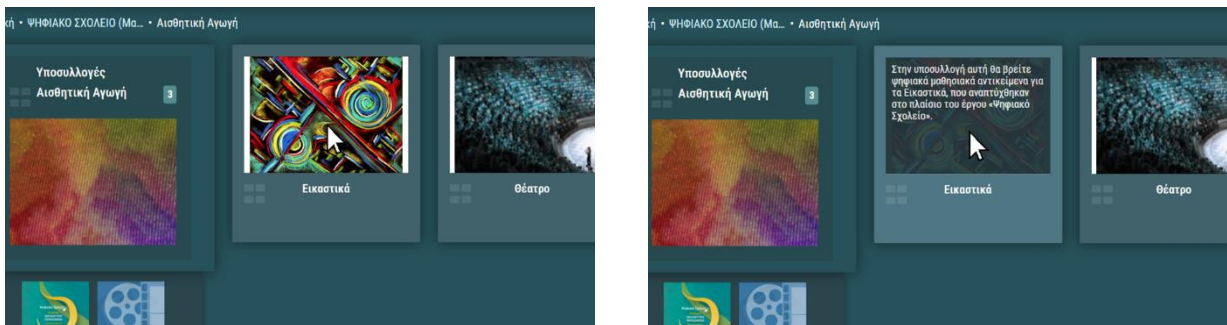 κή • ΨΗΦΙΑΚΟ ΣΧΟΛΕΙΟ (Μα... • Αισθητική Αγωγή
Υποσυλλογές
Αισθητική Αγωγή 3
Εικαστικά
Θέατρο
κή • ΨΗΦΙΑΚΟ ΣΧΟΛΕΙΟ (Μα... • Αισθητική Αγωγή
Υποσυλλογές
Αισθητική Αγωγή 3
Στην υποσυλλογή αυτή θα βρείτε
ψηφιακά μαθησιακά αντικείμενα για
τα Εικαστικά, που αναπτύχθηκαν
στο πλαίσιο του έργου «Ψηφιακό
Σχολείο».
Εικαστικά
Θέατρο